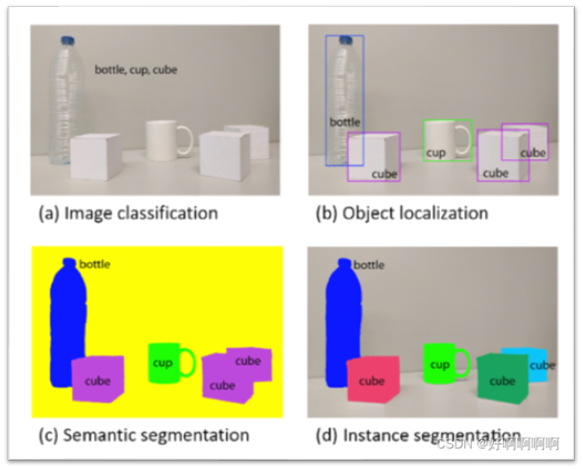 bottle, cup, cube
bottle
cup
cube
cube
cube
(a) Image classification
(b) Object localization
bottle
cup
cube
cube
cube
bottle
cup
cube
cube
cube
(c) Semantic segmentation
(d) Instance segmentation
CSDN @好啊啊啊啊